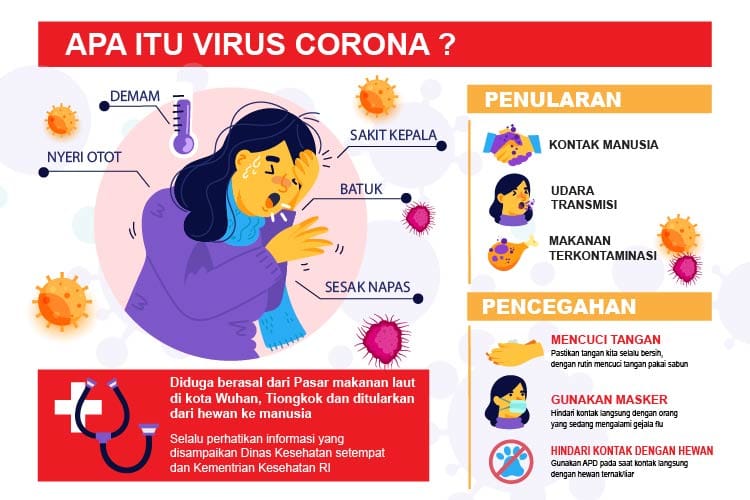 APA ITU VIRUS CORONA ?
DEMAM
NYERI OTOT
SAKIT KEPALA
BATUK
SESAK NAPAS
Diduga berasal dari Pasar makanan laut
di kota Wuhan, Tiongkok dan ditularkan
dari hewan ke manusia
Selalu perhatikan informasi yang
disampaikan Dinas Kesehatan setempat
dan Kementrian Kesehatan RI
PENULARAN
KONTAK MANUSIA
UDARA
TRANSMISI
MAKANAN
TERKONTAMINASI
PENCEGAHAN
MENCUCI TANGAN
Pastikan tangan kita selalu bersih,
dengan rutin mencuci tangan pakai sabun
GUNAKAN MASKER
Hindari kontak langsung dengan orang
yang sedang mengalami gejala flu
HINDARI KONTAK DENGAN HEWAN
Gunakan APD pada saat kontak langsung
dengan hewan ternak/liar